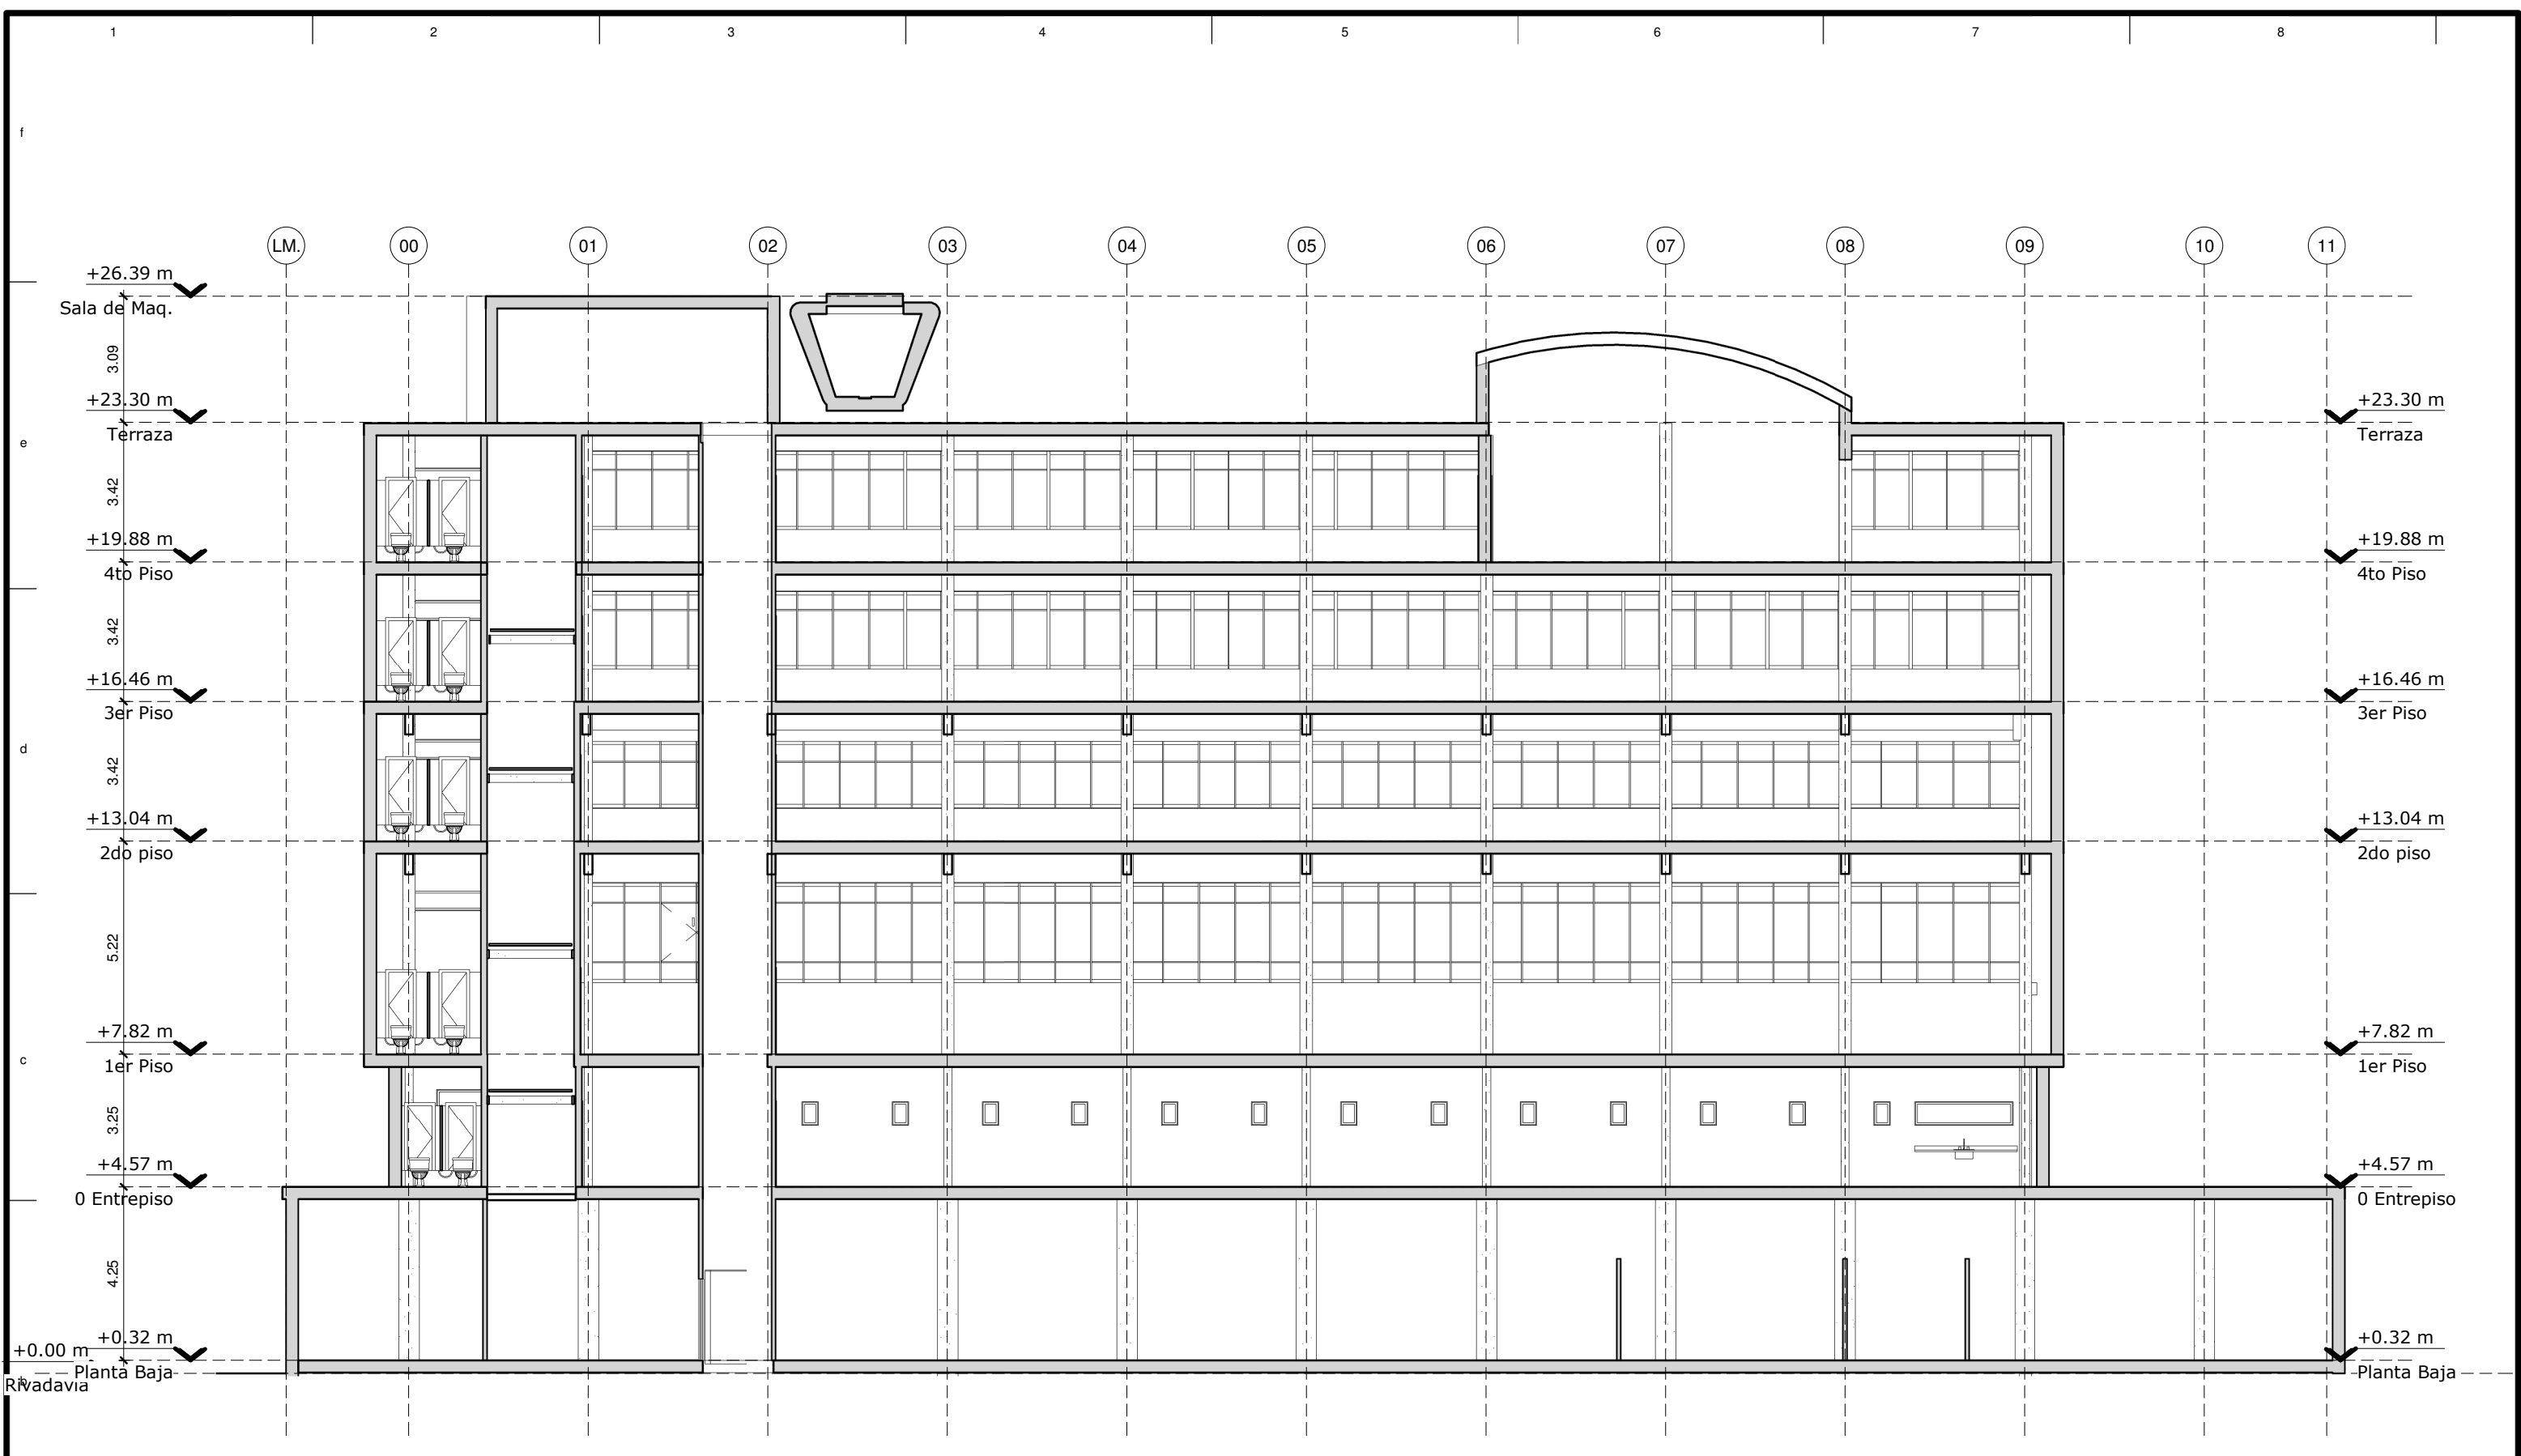 1 2 3 4 5 6 7 8
f
LM. 00 01 02 03 04 05 06 07 08 09 10 11
+26.39 m
Sala de Maq.
3.09
+23.30 m +23.30 m
Terraza Terraza
e
3.42
+19.88 m +19.88 m
4to Piso 4to Piso
3.42
+16.46 m +16.46 m
3er Piso 3er Piso
d
3.42
+13.04 m +13.04 m
2do piso 2do piso
5.22
+7.82 m +7.82 m
1er Piso 1er Piso
c
3.25
+4.57 m +4.57 m
0 Entrepiso 0 Entrepiso
4.25
+0.32 m +0.32 m
+0.00 m
Planta Baja Planta Baja
b
Rivadavia